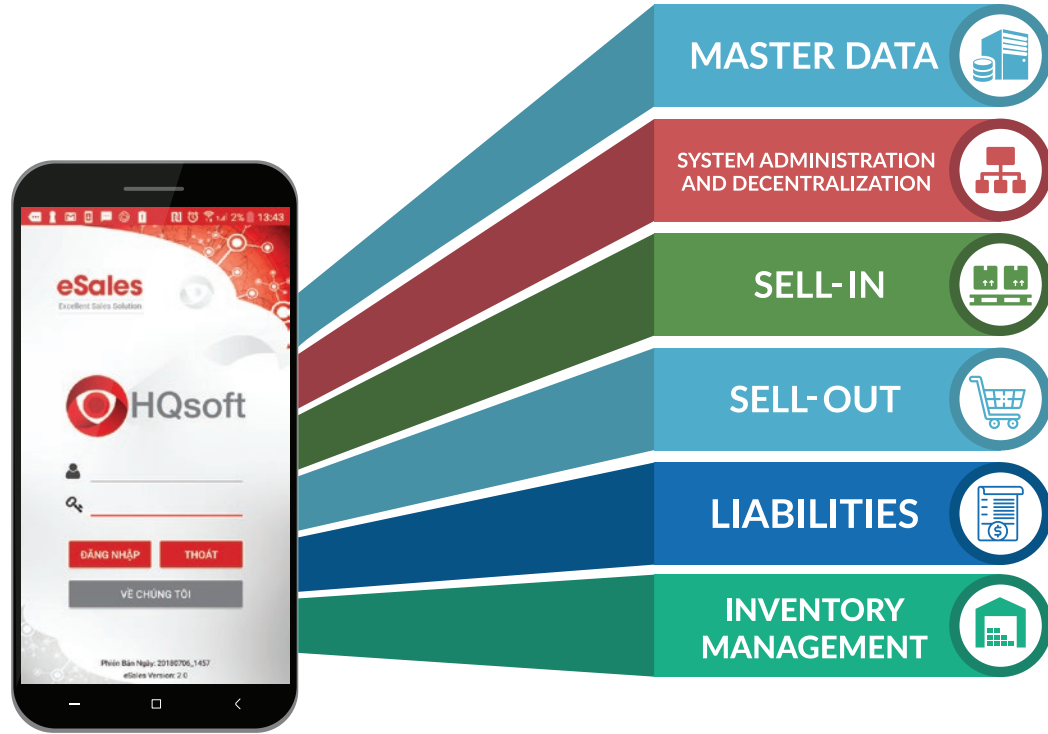 2% 13:43
eSales
Excellent Sales Solution
HQsoft
ĐĂNG NHẬP THOÁT
VỀ CHÚNG TÔI
Phiên Bản Ngày: 20180706_1457
eSales Version: 2.0
MASTER DATA
SYSTEM ADMINISTRATION
AND DECENTRALIZATION
SELL-IN
SELL-OUT
LIABILITIES
INVENTORY
MANAGEMENT